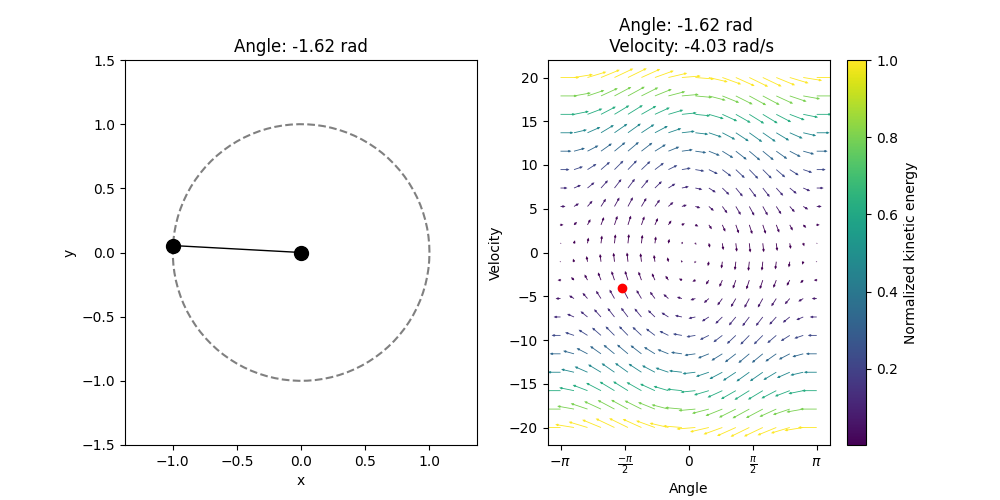 Angle: -1.62 rad
1.5
1.0
0.5
0.0
−0.5
−1.0
−1.5
−1.0
−0.5
0.0
0.5
1.0
x
y
Angle: -1.62 rad
Velocity: -4.03 rad/s
20
15
10
5
0
−5
−10
−15
−20
−π
−π/2
0
π/2
π
Angle
Velocity
1.0
0.8
0.6
0.4
0.2
Normalized kinetic energy